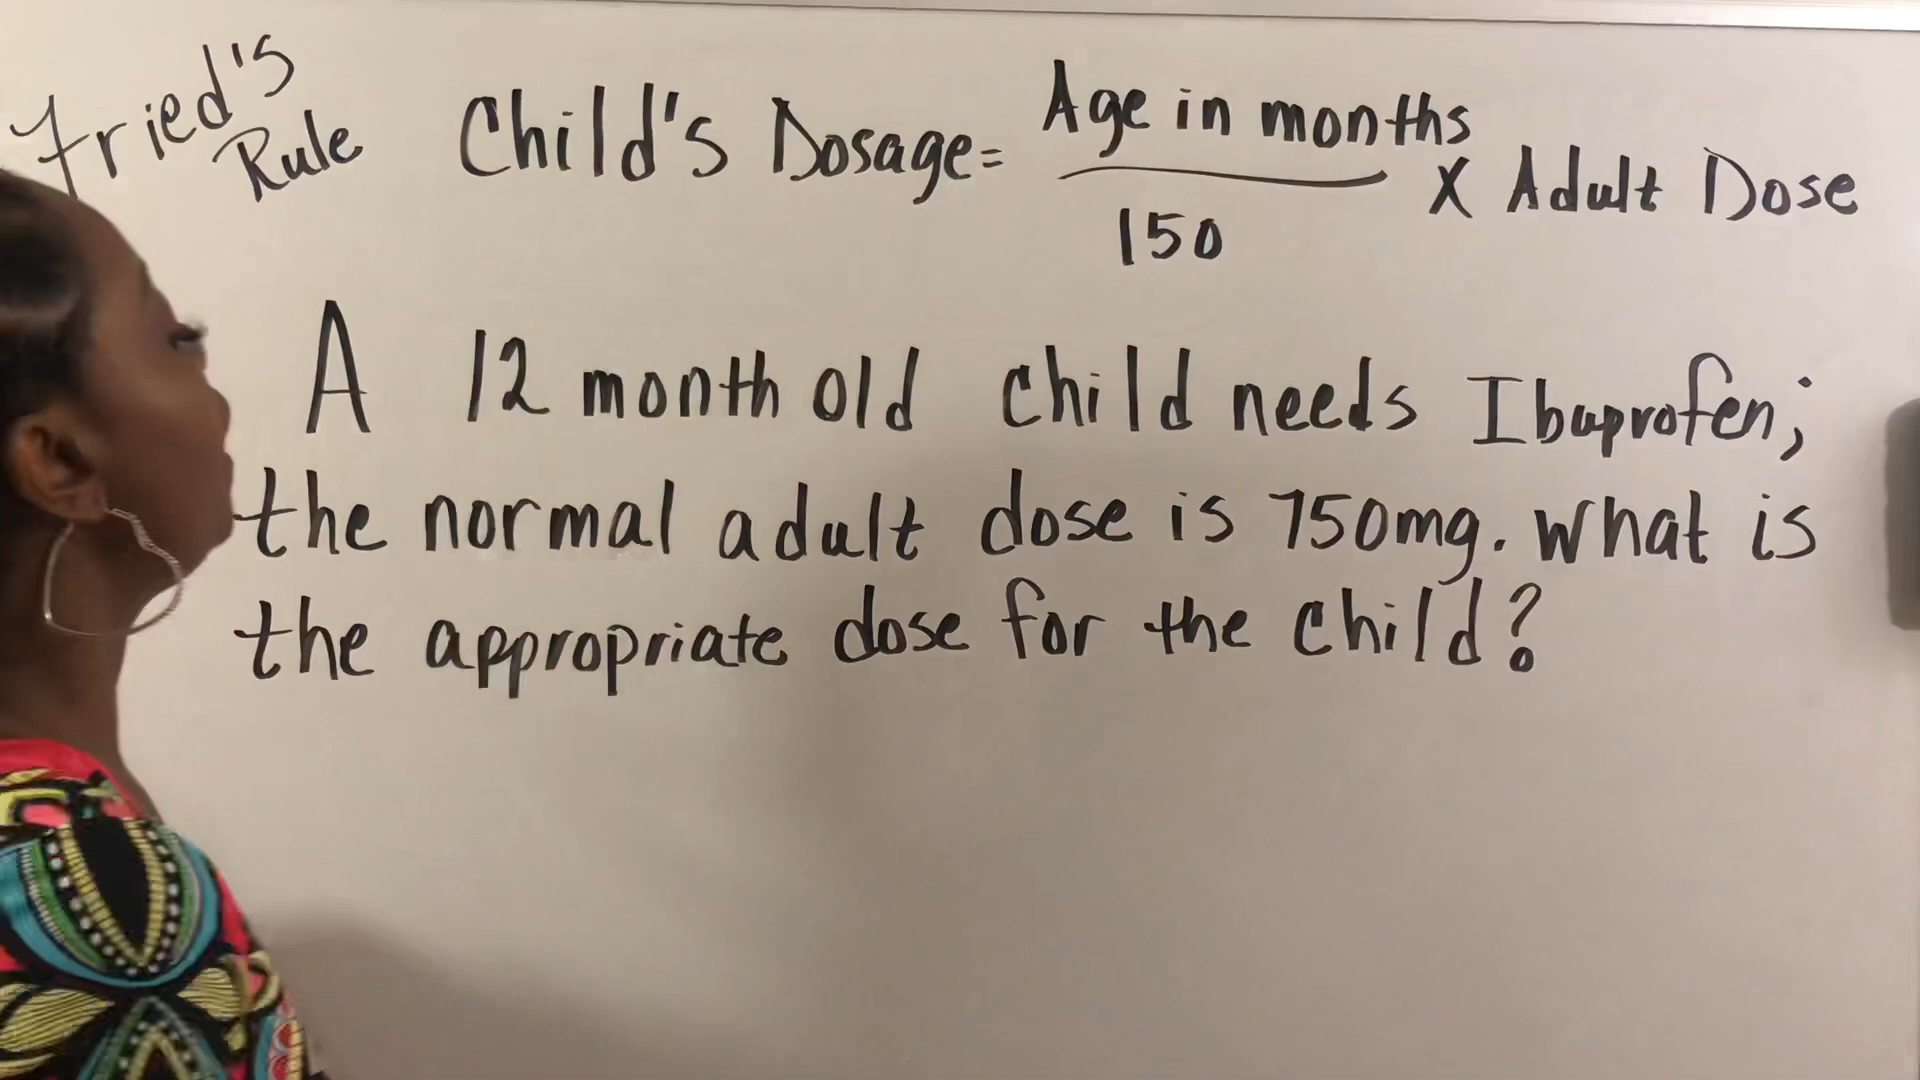 Fried's
Rule
Child's Dosage= Age in months
150
X Adult Dose
A 12 month old child needs Ibuprofen;
the normal adult dose is 750mg. What is
the appropriate dose for the child?